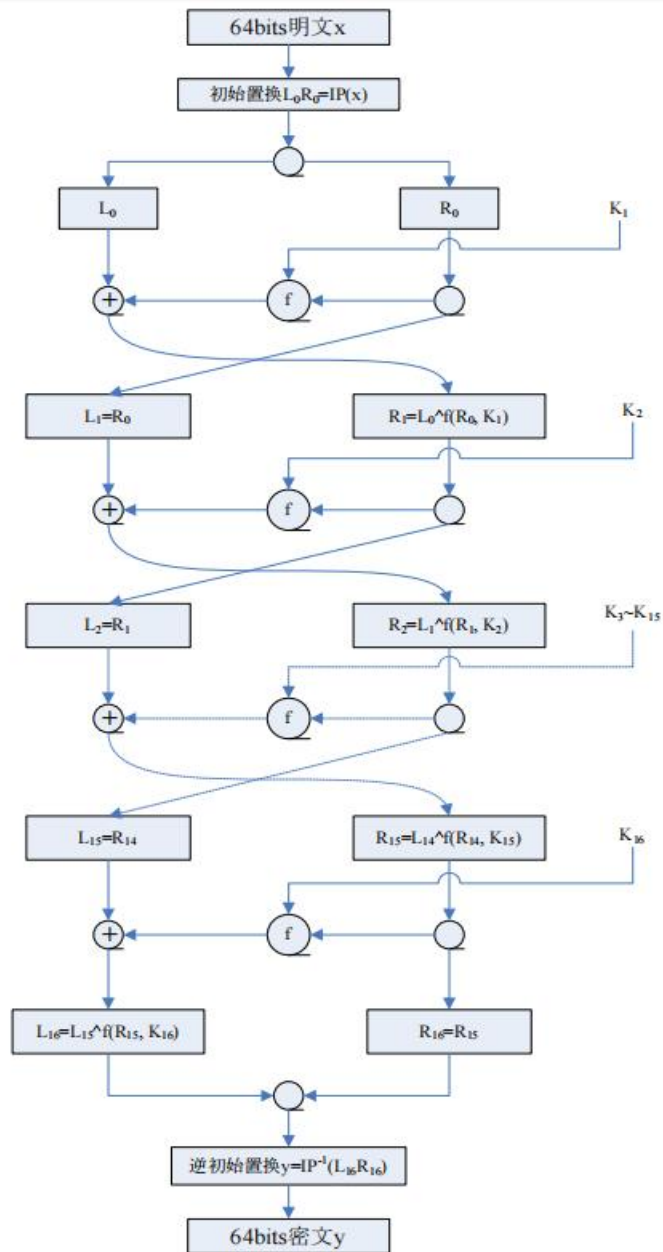 64bits明文x
初始置换L₀R₀=IP(x)
L₀
R₀
K₁
+
f
L₁=R₀
R₁=L₀^f(R₀, K₁)
K₂
+
f
L₂=R₁
R₂=L₁^f(R₁, K₂)
K₃~K₁₅
+
f
L₁₅=R₁₄
R₁₅=L₁₄^f(R₁₄, K₁₅)
K₁₆
+
f
L₁₆=L₁₅^f(R₁₅, K₁₆)
R₁₆=R₁₅
逆初始置换y=IP⁻¹(L₁₆R₁₆)
64bits密文y